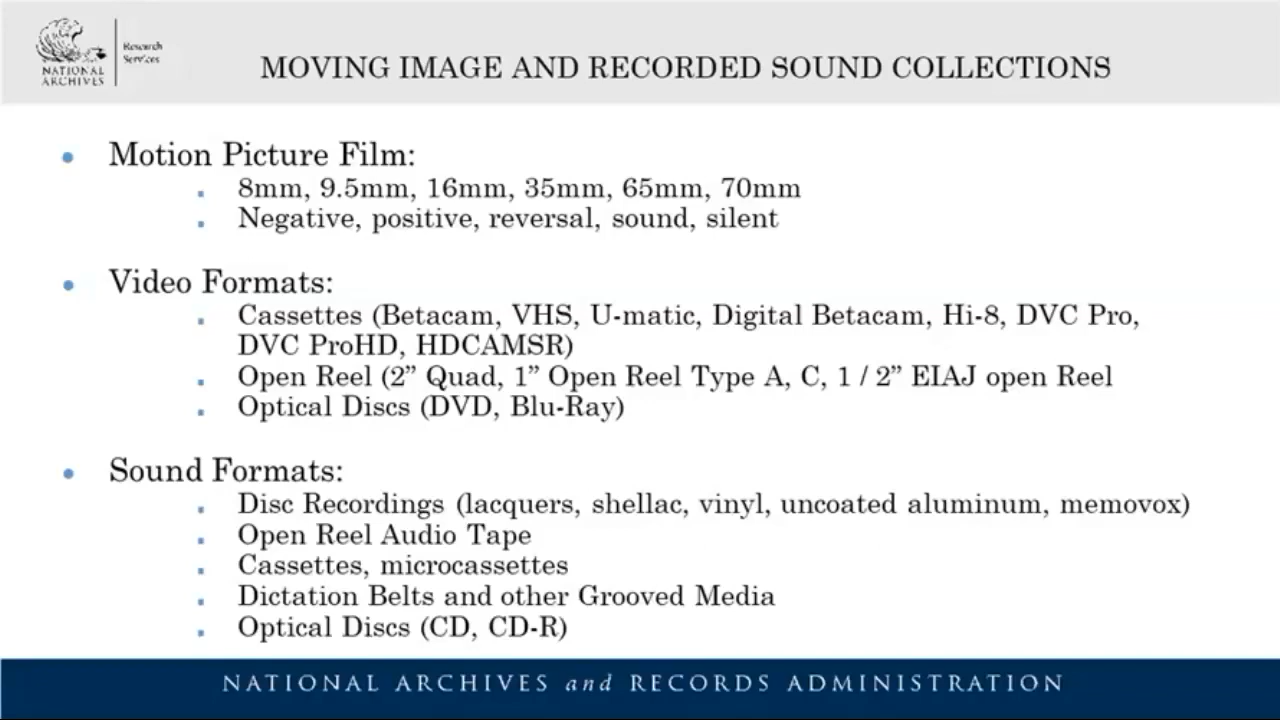 NATIONAL
ARCHIVES
Research
Services
MOVING IMAGE AND RECORDED SOUND COLLECTIONS
• Motion Picture Film:
▪ 8mm, 9.5mm, 16mm, 35mm, 65mm, 70mm
▪ Negative, positive, reversal, sound, silent
• Video Formats:
▪ Cassettes (Betacam, VHS, U-matic, Digital Betacam, Hi-8, DVC Pro,
DVC ProHD, HDCAMSR)
▪ Open Reel (2” Quad, 1” Open Reel Type A, C, 1 / 2” EIAJ open Reel
▪ Optical Discs (DVD, Blu-Ray)
• Sound Formats:
▪ Disc Recordings (lacquers, shellac, vinyl, uncoated aluminum, memovox)
▪ Open Reel Audio Tape
▪ Cassettes, microcassettes
▪ Dictation Belts and other Grooved Media
▪ Optical Discs (CD, CD-R)
NATIONAL ARCHIVES and RECORDS ADMINISTRATION